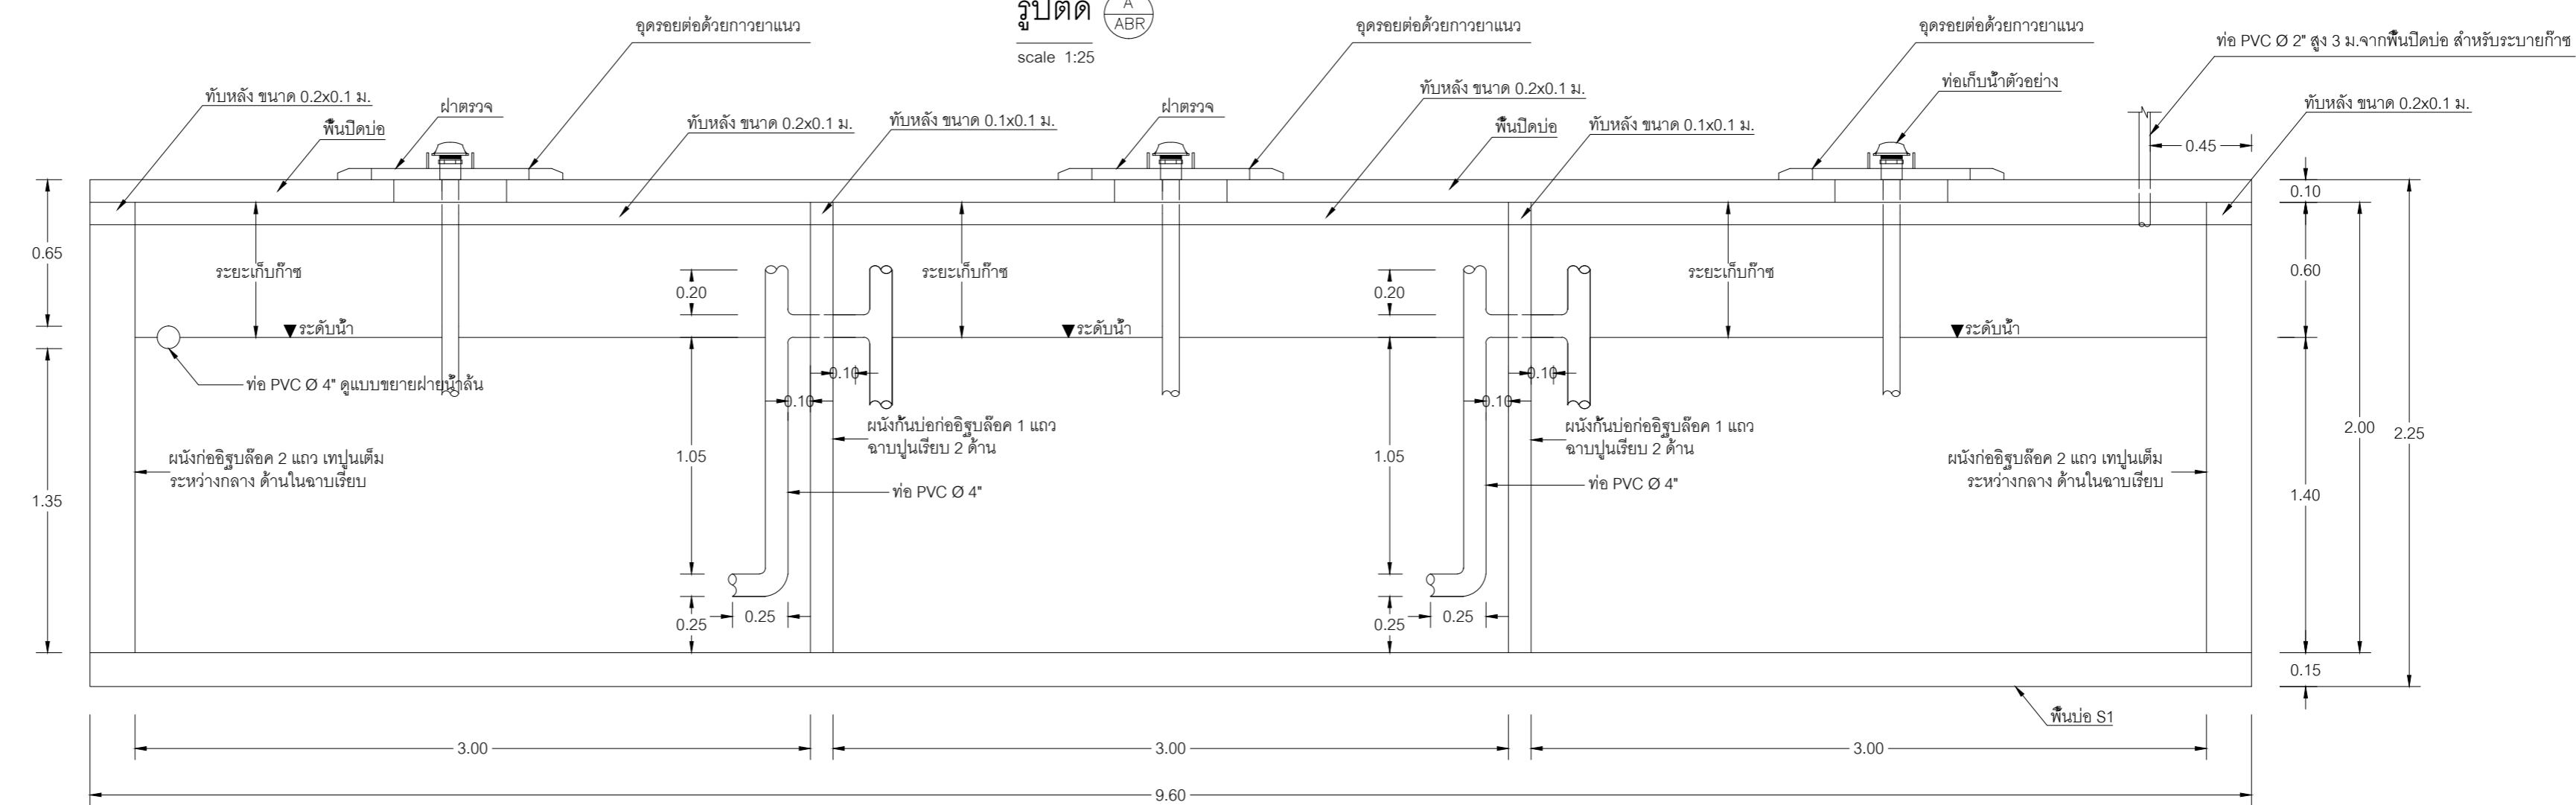 รูปตัด
A
ABR
scale 1:25
อุดรอยต่อด้วยกาวยาแนว
อุดรอยต่อด้วยกาวยาแนว
อุดรอยต่อด้วยกาวยาแนว
ท่อ PVC Ø 2" สูง 3 ม.จากพื้นปิดบ่อ สำหรับระบายก๊าซ
ทับหลัง ขนาด 0.2x0.1 ม.
ฝาตรวจ
พื้นปิดบ่อ
ทับหลัง ขนาด 0.2x0.1 ม.
ทับหลัง ขนาด 0.1x0.1 ม.
ฝาตรวจ
ทับหลัง ขนาด 0.2x0.1 ม.
พื้นปิดบ่อ
ทับหลัง ขนาด 0.1x0.1 ม.
ท่อเก็บน้ำตัวอย่าง
ทับหลัง ขนาด 0.2x0.1 ม.
0.45
0.10
0.65
ระยะเก็บก๊าซ
0.20
ระยะเก็บก๊าซ
0.20
ระยะเก็บก๊าซ
0.60
ระดับน้ำ
ระดับน้ำ
ระดับน้ำ
ท่อ PVC Ø 4" ดูแบบขยายฝายน้ำล้น
0.10
0.10
0.10
0.10
ผนังก่ออิฐบล๊อค 2 แถว เทปูนเต็ม
ระหว่างกลาง ด้านในฉาบเรียบ
1.05
ผนังกั้นบ่อก่ออิฐบล๊อค 1 แถว
ฉาบปูนเรียบ 2 ด้าน
ท่อ PVC Ø 4"
1.05
ผนังกั้นบ่อก่ออิฐบล๊อค 1 แถว
ฉาบปูนเรียบ 2 ด้าน
ท่อ PVC Ø 4"
ผนังก่ออิฐบล๊อค 2 แถว เทปูนเต็ม
ระหว่างกลาง ด้านในฉาบเรียบ
2.00
2.25
1.35
1.40
0.25
0.25
0.25
0.25
0.15
พื้นบ่อ S1
3.00
3.00
3.00
9.60